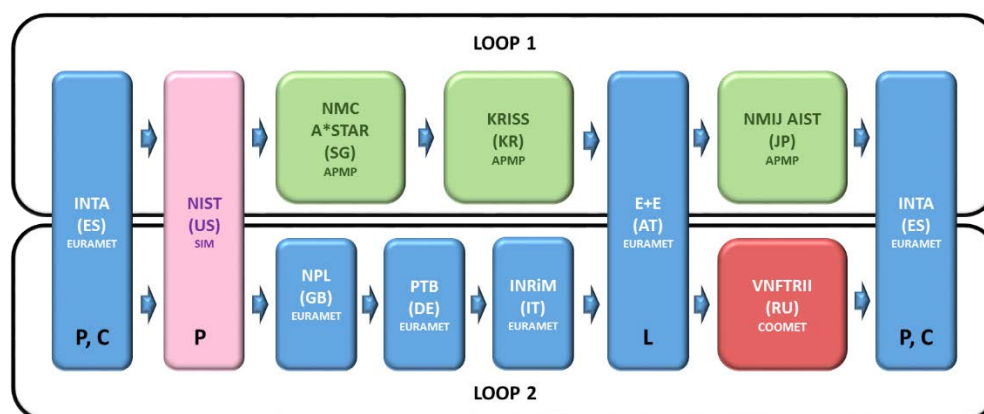 LOOP 1
INTA
(ES)
EURAMET
P, C
NIST
(US)
SIM
P
NMC
A*STAR
(SG)
APMP
KRISS
(KR)
APMP
NPL
(GB)
EURAMET
PTB
(DE)
EURAMET
INRiM
(IT)
EURAMET
E+E
(AT)
EURAMET
L
NMIJ AIST
(JP)
APMP
VNFTRII
(RU)
COOMET
INTA
(ES)
EURAMET
P, C
LOOP 2